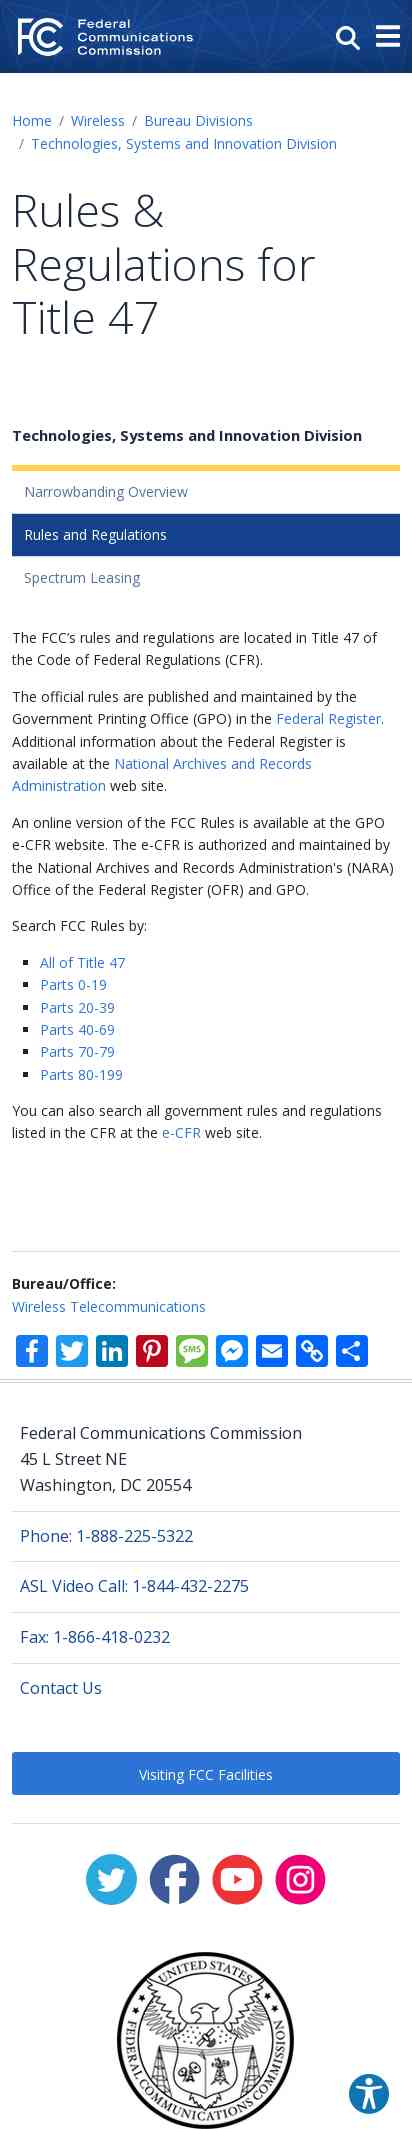 FC Federal
Communications
Commission
Home / Wireless / Bureau Divisions
/ Technologies, Systems and Innovation Division
Rules &
Regulations for
Title 47
Technologies, Systems and Innovation Division
Narrowbanding Overview
Rules and Regulations
Spectrum Leasing
The FCC’s rules and regulations are located in Title 47 of
the Code of Federal Regulations (CFR).
The official rules are published and maintained by the
Government Printing Office (GPO) in the Federal Register.
Additional information about the Federal Register is
available at the National Archives and Records
Administration web site.
An online version of the FCC Rules is available at the GPO
e-CFR website. The e-CFR is authorized and maintained by
the National Archives and Records Administration's (NARA)
Office of the Federal Register (OFR) and GPO.
Search FCC Rules by:
All of Title 47
Parts 0-19
Parts 20-39
Parts 40-69
Parts 70-79
Parts 80-199
You can also search all government rules and regulations
listed in the CFR at the e-CFR web site.
Bureau/Office:
Wireless Telecommunications
SMS
Federal Communications Commission
45 L Street NE
Washington, DC 20554
Phone: 1-888-225-5322
ASL Video Call: 1-844-432-2275
Fax: 1-866-418-0232
Contact Us
Visiting FCC Facilities
UNITED STATES
FEDERAL COMMUNICATIONS COMMISSION